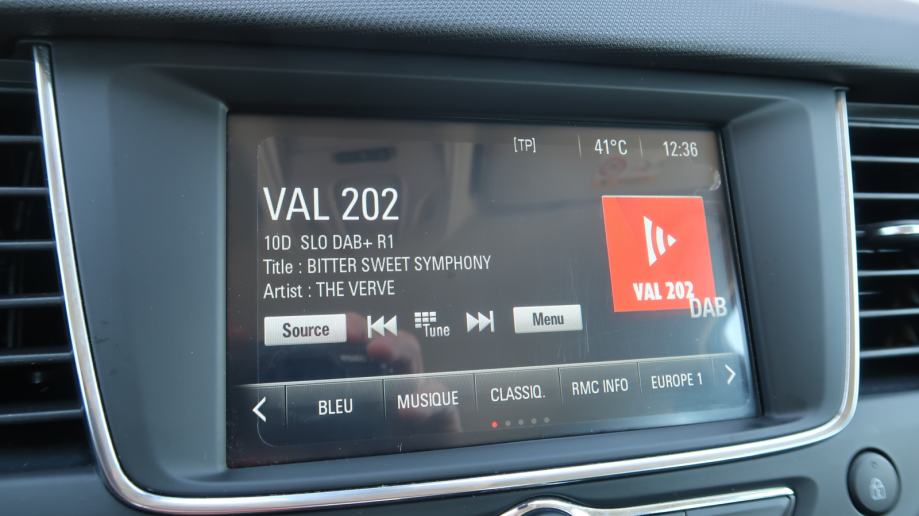 [TP] 41°C 12:36
VAL 202
10D SLO DAB+ R1
Title : BITTER SWEET SYMPHONY
Artist : THE VERVE
VAL 202
DAB
Source Tune Menu
BLEU MUSIQUE CLASSIQ. RMC INFO EUROPE 1